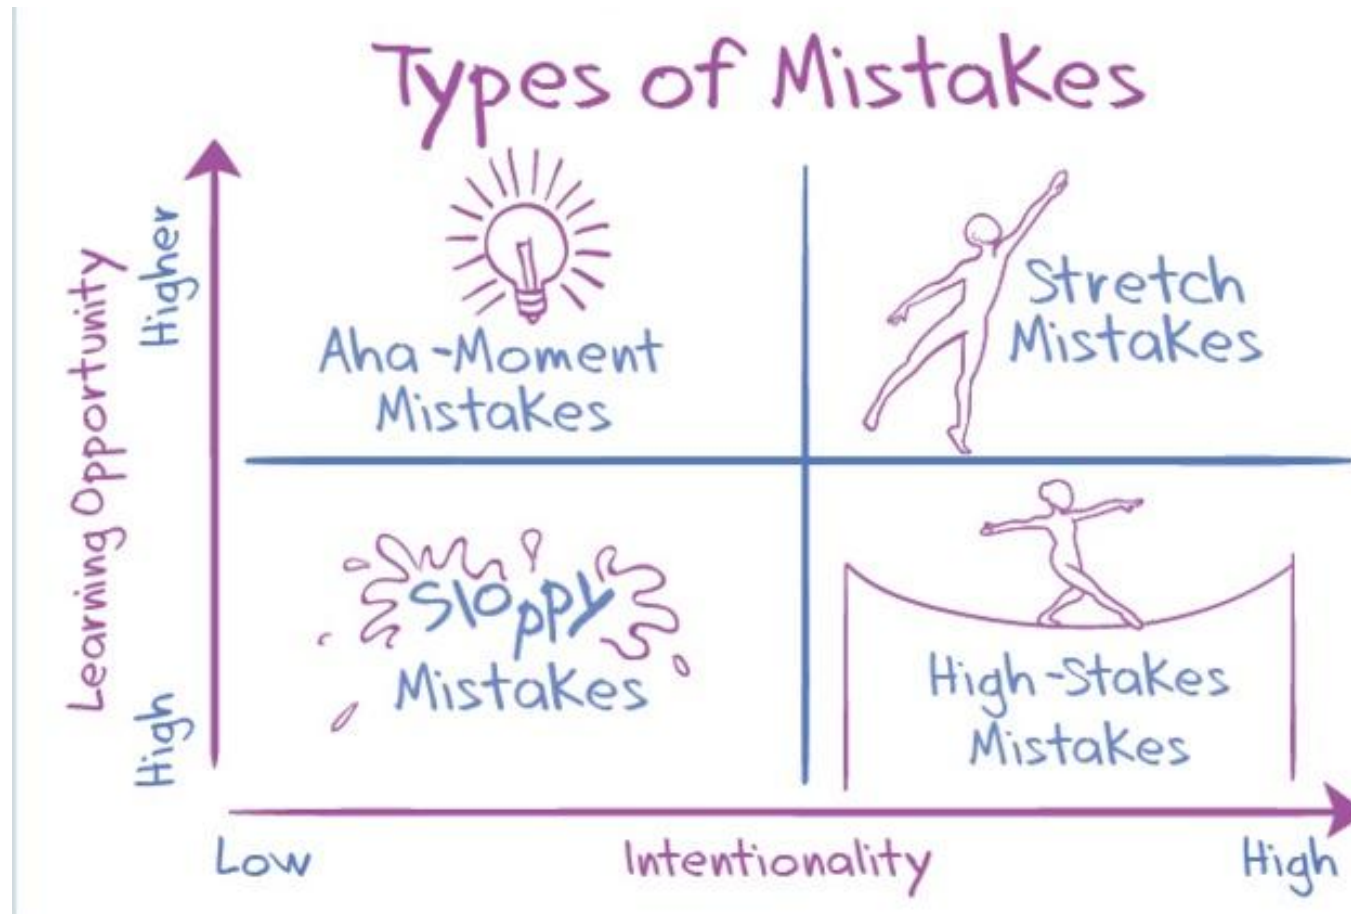 Types of Mistakes
Higher
Learning Opportunity
High
Aha-Moment
Mistakes
Stretch
Mistakes
Sloppy
Mistakes
High-Stakes
Mistakes
Low
Intentionality
High